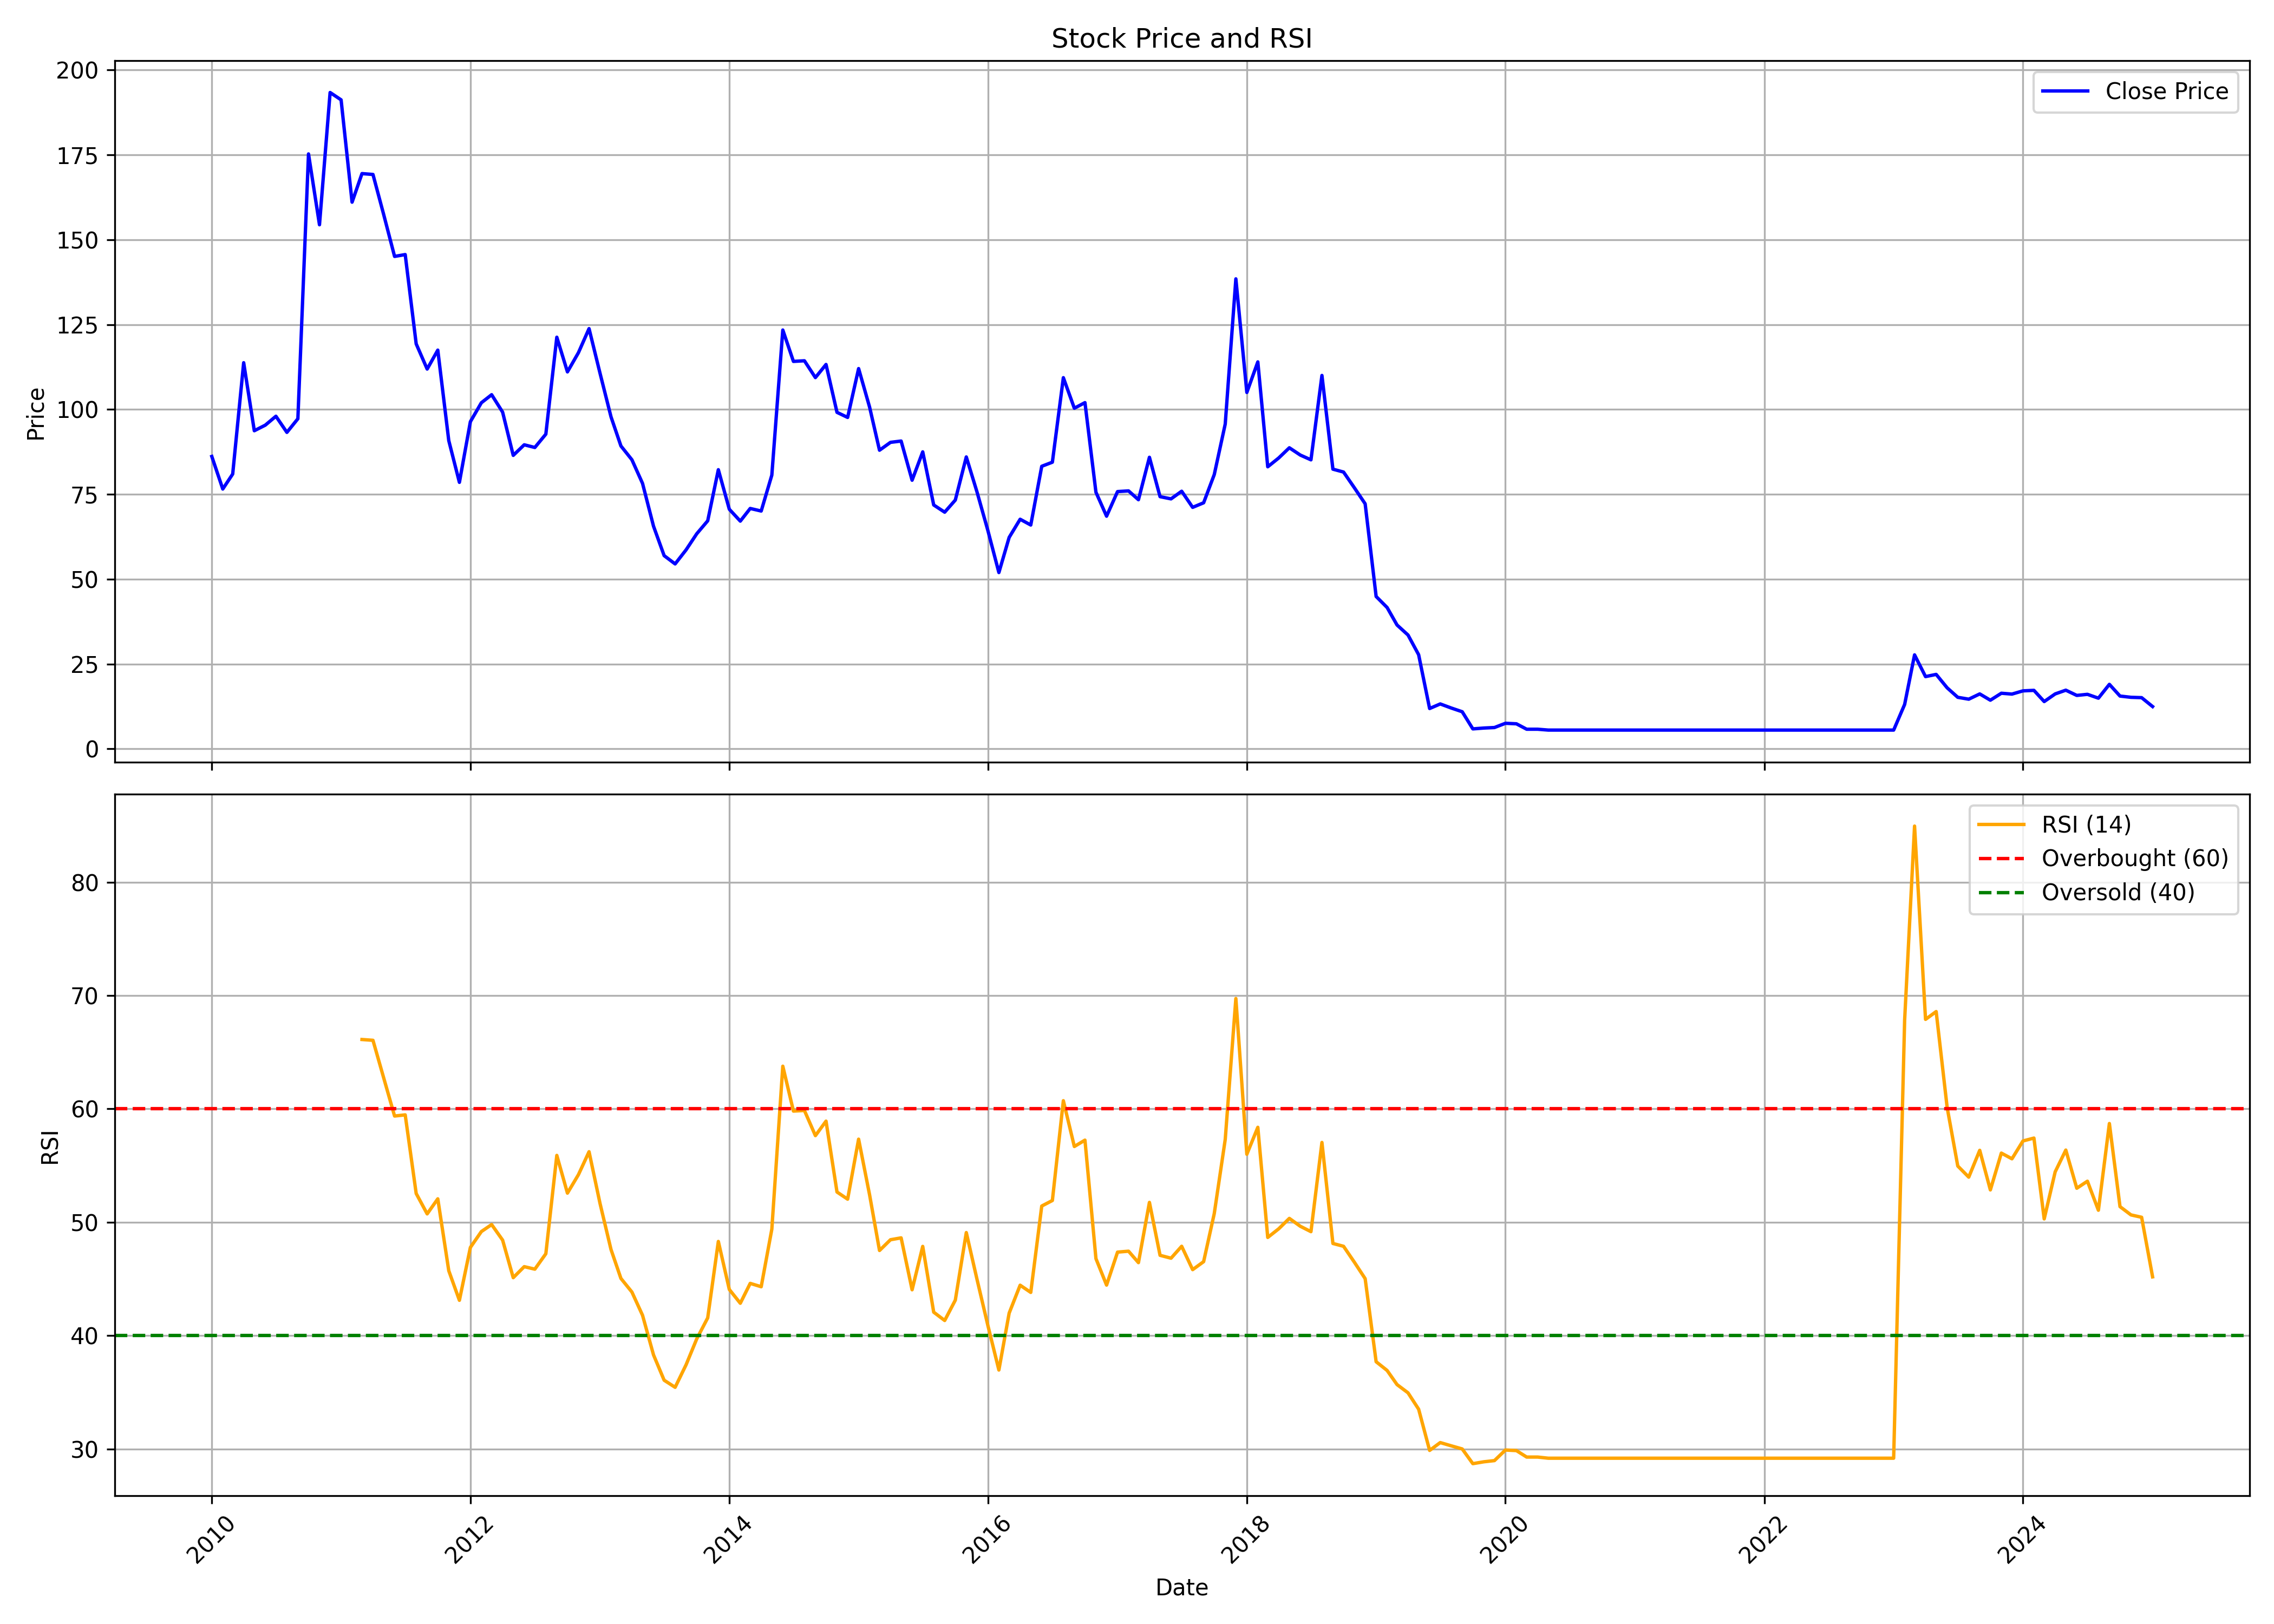 Stock Price and RSI
200
175
150
125
100
75
50
25
0
Price
Close Price
80
70
60
50
40
30
RSI
RSI (14)
Overbought (60)
Oversold (40)
2010
2012
2014
2016
2018
2020
2022
2024
Date